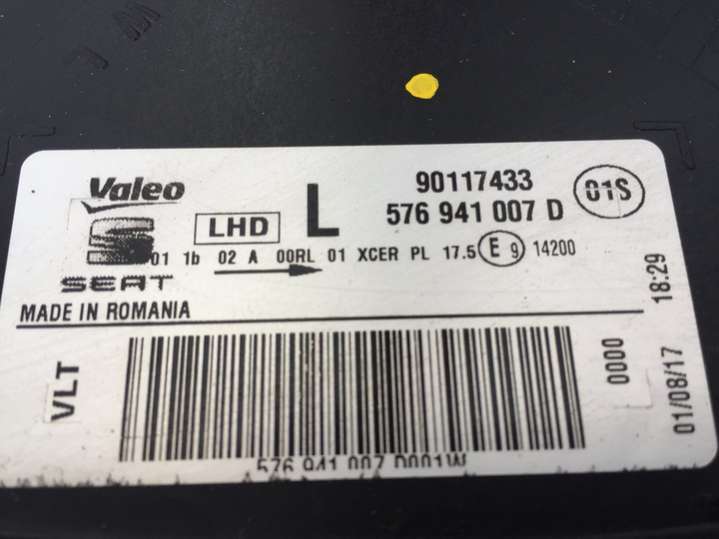 Valeo
SEAT
LHD
L
90117433
576 941 007 D
01S
01 1b 02 A 00RL 01 XCER PL 17.5 E 9 14200
MADE IN ROMANIA
VLT
0000
01/08/17 18:29
576 941 007 D001W